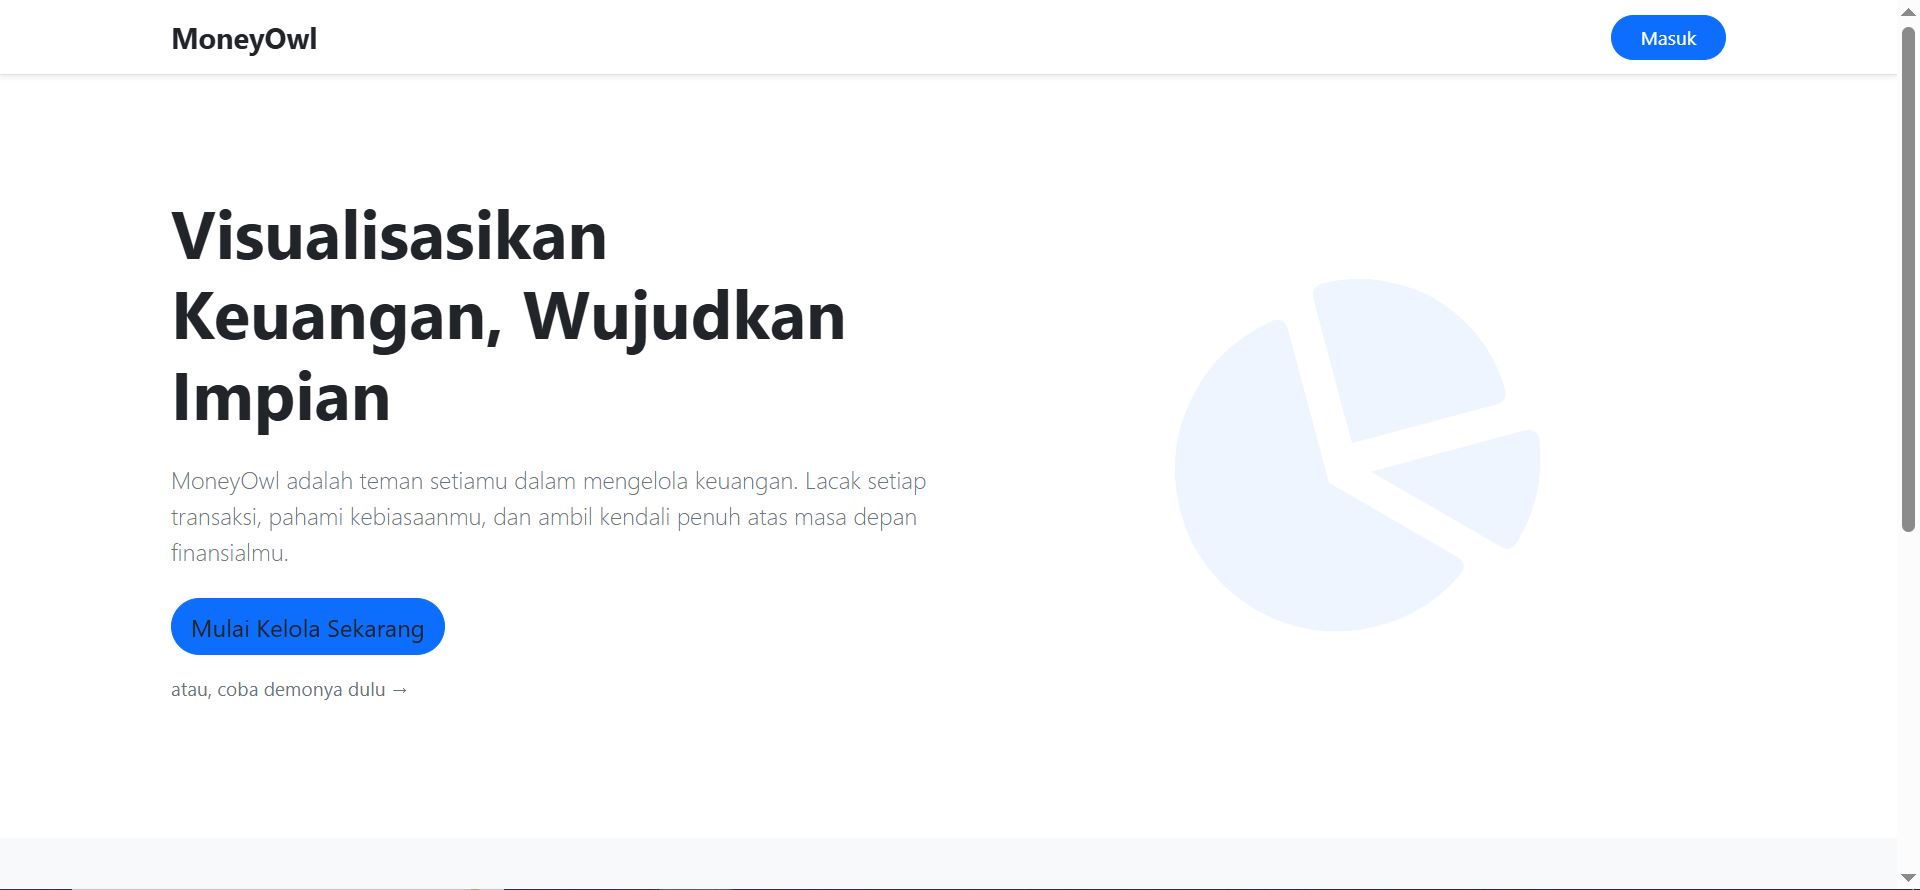 MoneyOwl
Masuk
Visualisasikan
Keuangan, Wujudkan
Impian
MoneyOwl adalah teman setiamu dalam mengelola keuangan. Lacak setiap
transaksi, pahami kebiasaanmu, dan ambil kendali penuh atas masa depan
finansialmu.
Mulai Kelola Sekarang
atau, coba demonya dulu →